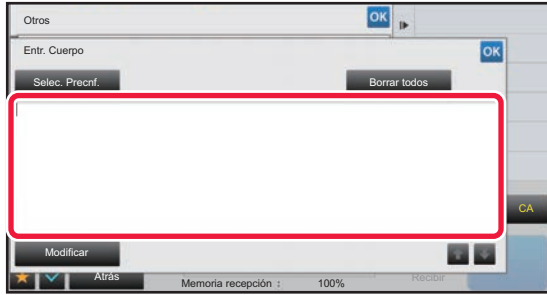 Otros OK
Entr. Cuerpo OK
Selec. Precnf. Borrar todos
CA
Modificar
Atrás Recibir
Memoria recepción : 100%